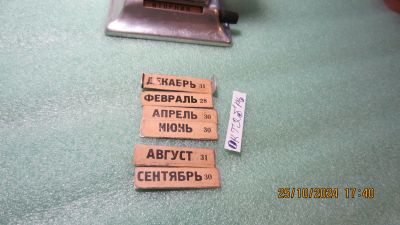 ДЕКАБРЬ 31
ФЕВРАЛЬ 28
АПРЕЛЬ 30
ИЮНЬ 30
АВГУСТ 31
СЕНТЯБРЬ 30
25/10/2024 17:40